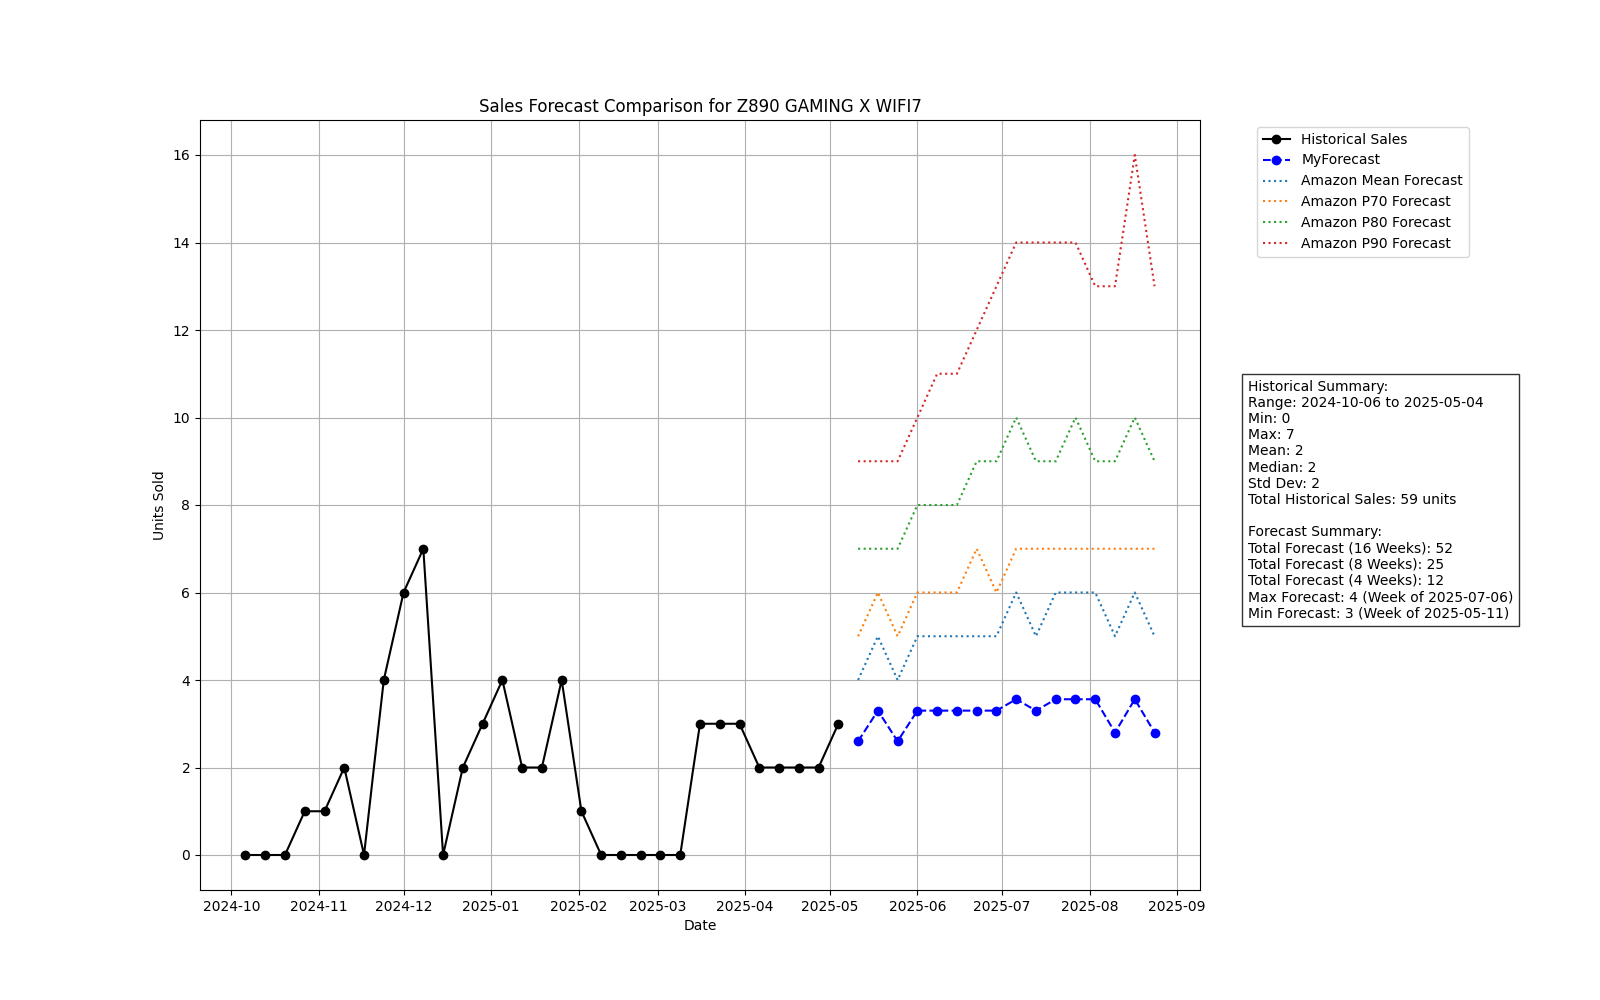 Sales Forecast Comparison for Z890 GAMING X WIFI7
Units Sold
16
14
12
10
8
6
4
2
0
2024-10
2024-11
2024-12
2025-01
2025-02
2025-03
2025-04
2025-05
2025-06
2025-07
2025-08
2025-09
Date
Historical Sales
MyForecast
Amazon Mean Forecast
Amazon P70 Forecast
Amazon P80 Forecast
Amazon P90 Forecast
Historical Summary:
Range: 2024-10-06 to 2025-05-04
Min: 0
Max: 7
Mean: 2
Median: 2
Std Dev: 2
Total Historical Sales: 59 units
Forecast Summary:
Total Forecast (16 Weeks): 52
Total Forecast (8 Weeks): 25
Total Forecast (4 Weeks): 12
Max Forecast: 4 (Week of 2025-07-06)
Min Forecast: 3 (Week of 2025-05-11)